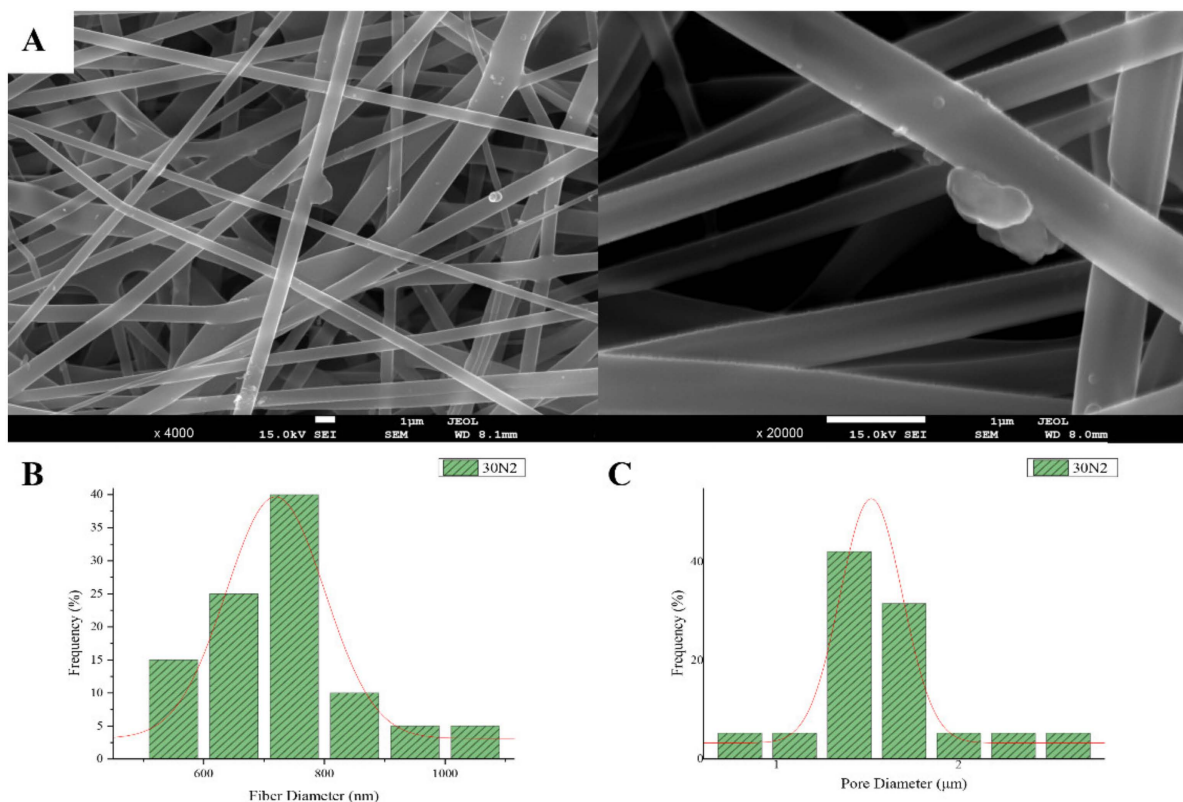 A
1μm JEOL
x 4000 15.0kV SEI SEM WD 8.1mm
1μm JEOL
x 20000 15.0kV SEI SEM WD 8.0mm
B
30N2
40
35
30
25
20
15
10
5
0
Frequency (%)
600 800 1000
Fiber Diameter (nm)
C
30N2
40
20
0
Frequency (%)
1 2
Pore Diameter (μm)